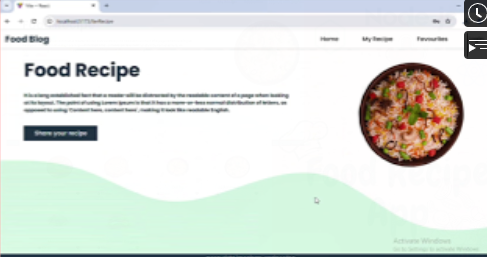 Vite + React
localhost:5173/
Food Blog
Home
My Recipe
Favourites
Food Recipe
It is a long established fact that a reader will be distracted by the readable content of a page when looking
at its layout. The point of using Lorem Ipsum is that it has a more-or-less normal distribution of letters, as
opposed to using 'Content here, content here', making it look like readable English.
Share your recipe
Activate Windows
Go to Settings to activate Windows.